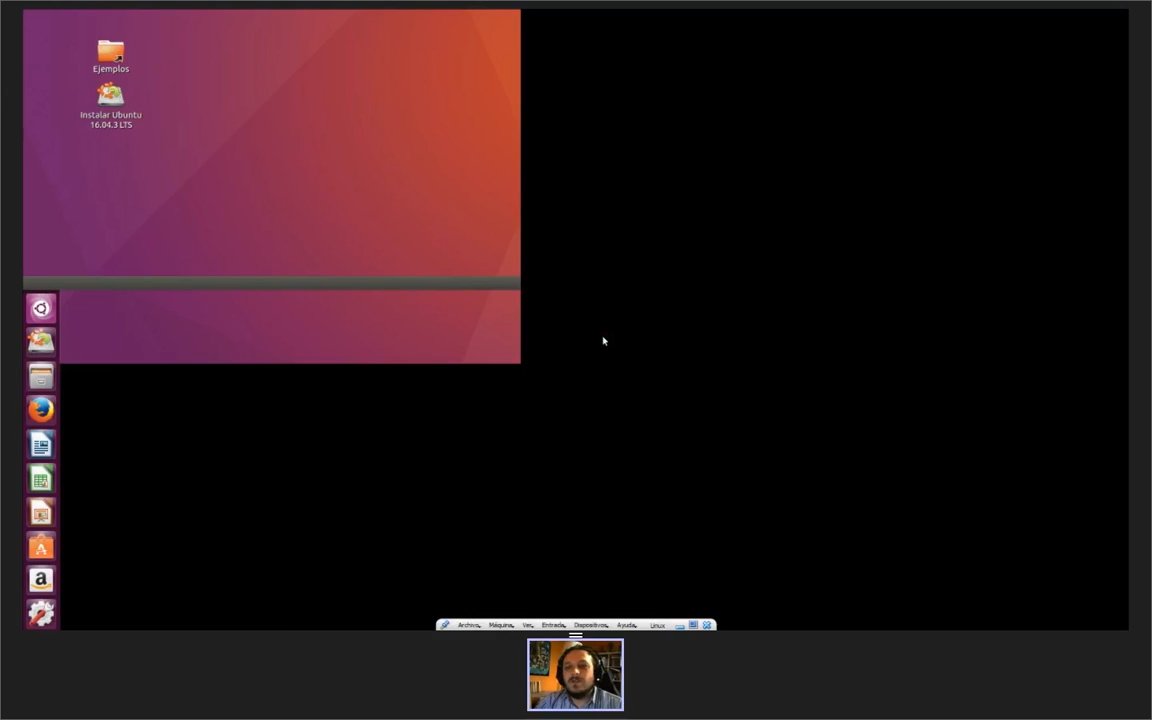 Ejemplos
Instalar Ubuntu
16.04.3 LTS
a
Archivo Máquina Ver Entrada Dispositivos Ayuda Linux